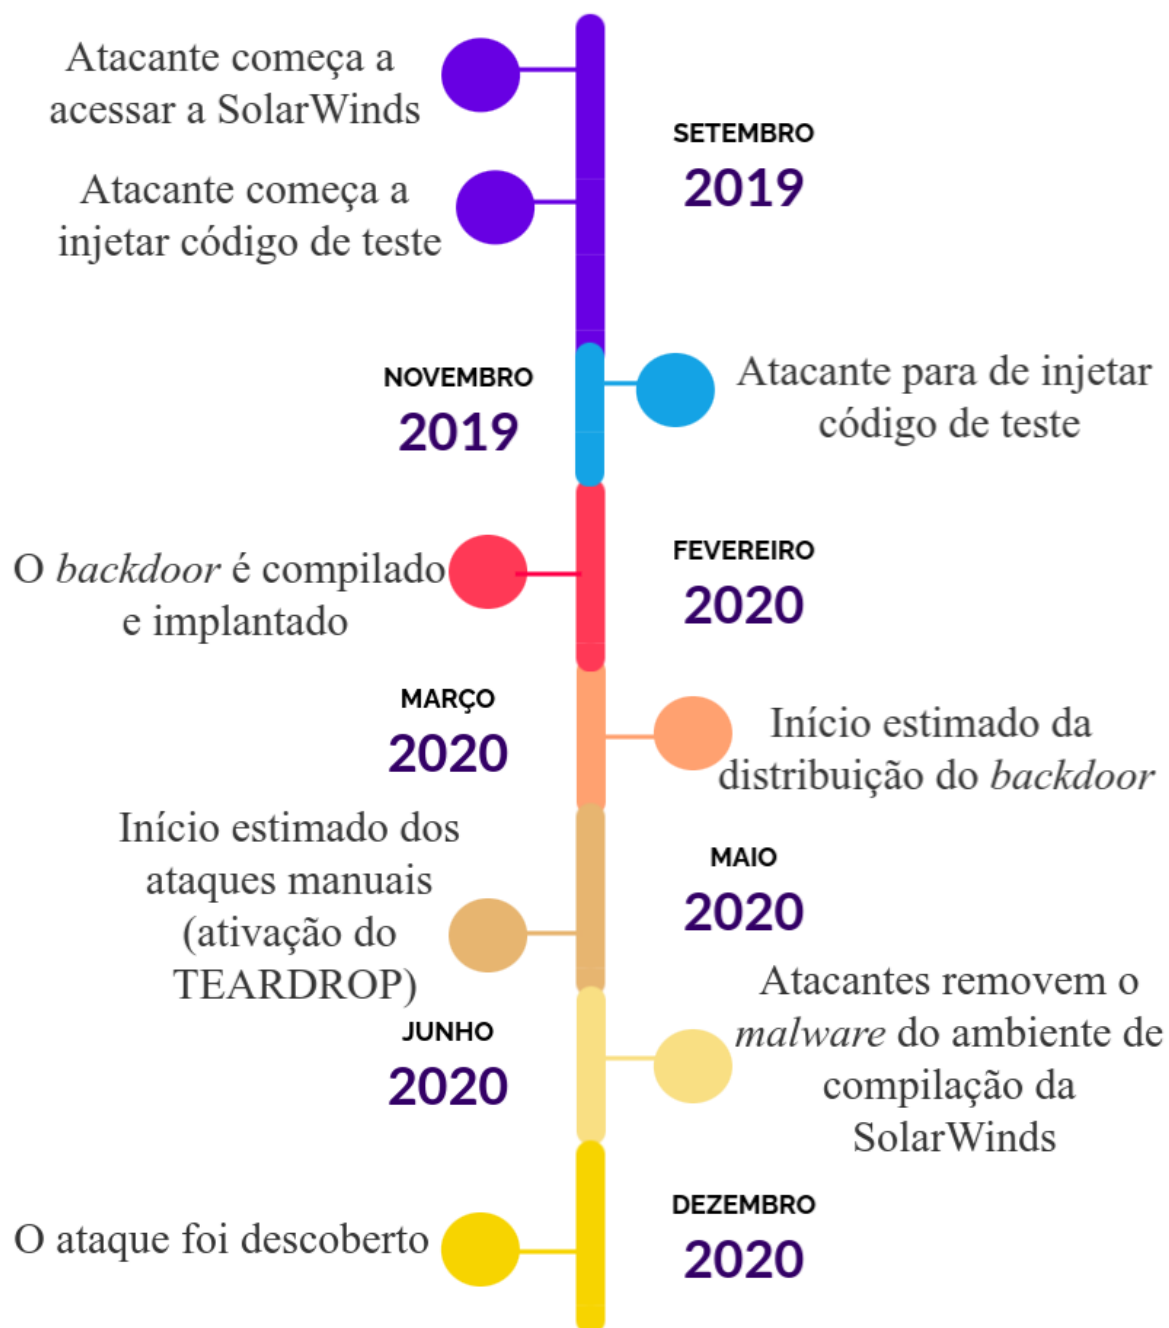 Atacante começa a
acessar a SolarWinds
SETEMBRO
2019
Atacante começa a
injetar código de teste
NOVEMBRO
2019
Atacante para de injetar
código de teste
O backdoor é compilado
e implantado
FEVEREIRO
2020
MARÇO
2020
Início estimado da
distribuição do backdoor
Início estimado dos
ataques manuais
(ativação do
TEARDROP)
MAIO
2020
JUNHO
2020
Atacantes removem o
malware do ambiente de
compilação da
SolarWinds
O ataque foi descoberto
DEZEMBRO
2020